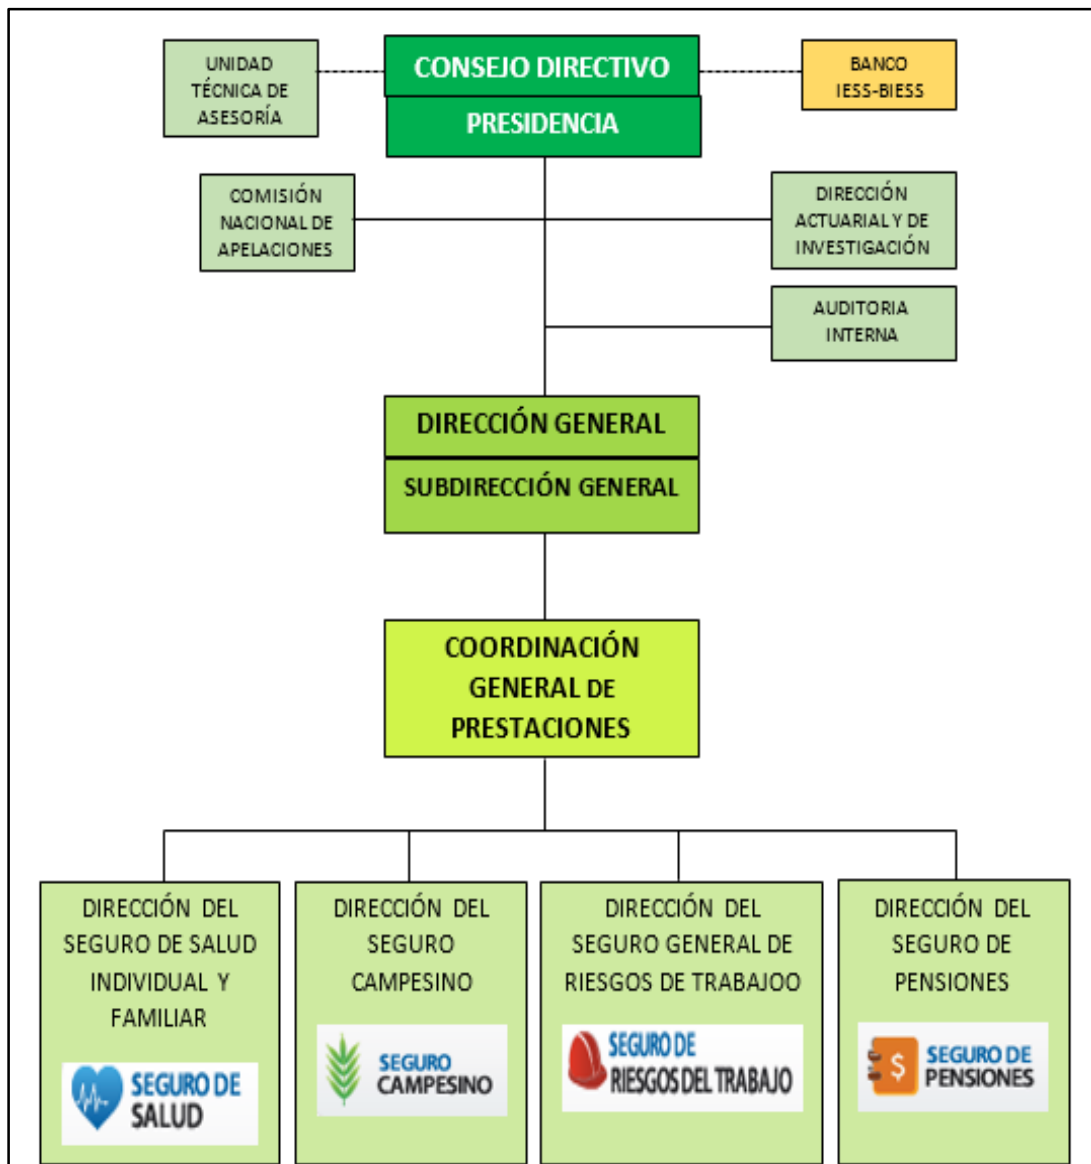 UNIDAD
TÉCNICA DE
ASESORÍA
CONSEJO DIRECTIVO
PRESIDENCIA
BANCO
IESS-BIESS
COMISIÓN
NACIONAL DE
APELACIONES
DIRECCIÓN
ACTUARIAL Y DE
INVESTIGACIÓN
AUDITORIA
INTERNA
DIRECCIÓN GENERAL
SUBDIRECCIÓN GENERAL
COORDINACIÓN
GENERAL DE
PRESTACIONES
DIRECCIÓN DEL
SEGURO DE SALUD
INDIVIDUAL Y
FAMILIAR
SEGURO DE
SALUD
DIRECCIÓN DEL
SEGURO
CAMPESINO
SEGURO
CAMPESINO
DIRECCIÓN DEL
SEGURO GENERAL DE
RIESGOS DE TRABAJOO
SEGURO DE
RIESGOS DEL TRABAJO
DIRECCIÓN DEL
SEGURO DE
PENSIONES
$
SEGURO DE
PENSIONES